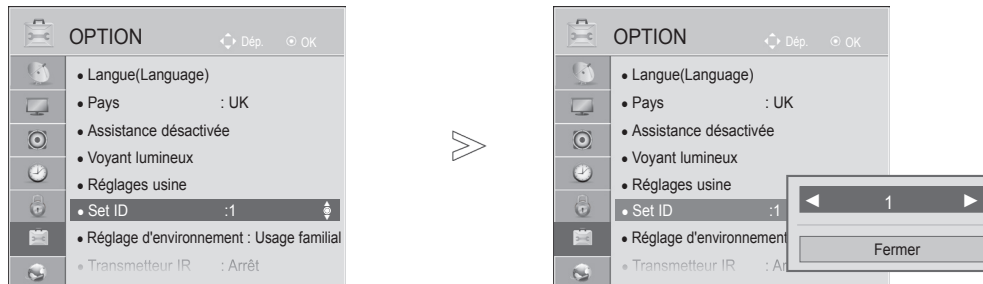 OPTION Dép. OK
Langue(Language)
Pays : UK
Assistance désactivée
Voyant lumineux
Réglages usine
Set ID :1
Réglage d'environnement : Usage familial
Transmetteur IR : Arrêt
OPTION Dép. OK
Langue(Language)
Pays : UK
Assistance désactivée
Voyant lumineux
Réglages usine
Set ID :1
Réglage d'environnement
Transmetteur IR : Ar
1
Fermer